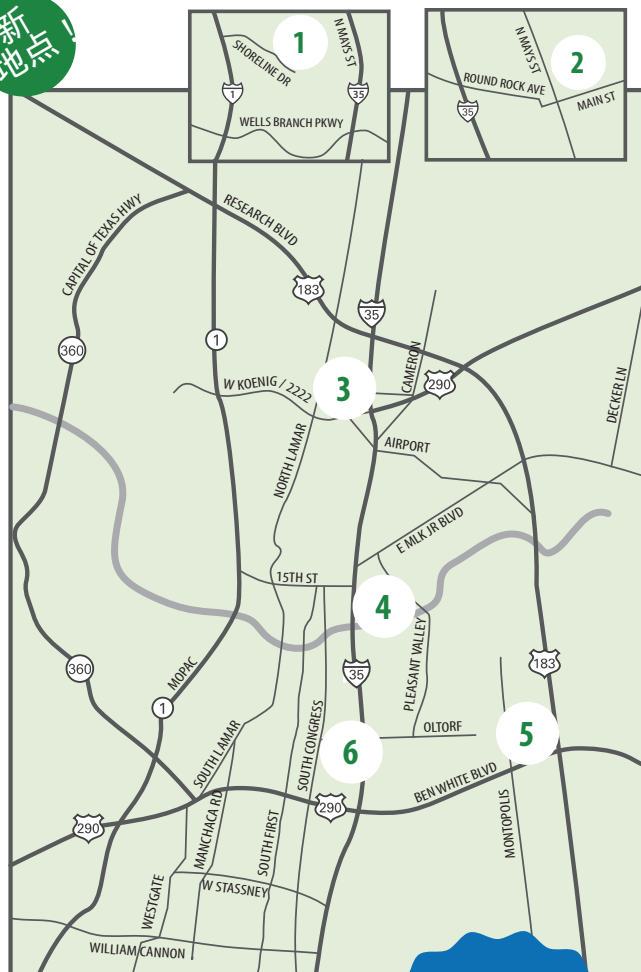 新
地点！
1
SHORELINE DR
N MAYS ST
1
35
WELLS BRANCH PKWY
2
N MAYS ST
ROUND ROCK AVE
MAIN ST
35
CAPITAL OF TEXAS HWY
RESEARCH BLVD
183
35
360
1
CAMERON
290
W KOENIG / 2222
3
DECKER LN
AIRPORT
NORTH LAMAR
E MLK JR BLVD
15TH ST
4
PLEASANT VALLEY
360
MOPAC
35
183
1
SOUTH LAMAR
SOUTH CONGRESS
OLTORF
5
6
BEN WHITE BLVD
290
290
MANCHACA RD
SOUTH FIRST
MONTOPOLIS
WESTGATE
W STASSNEY
WILLIAM CANNON